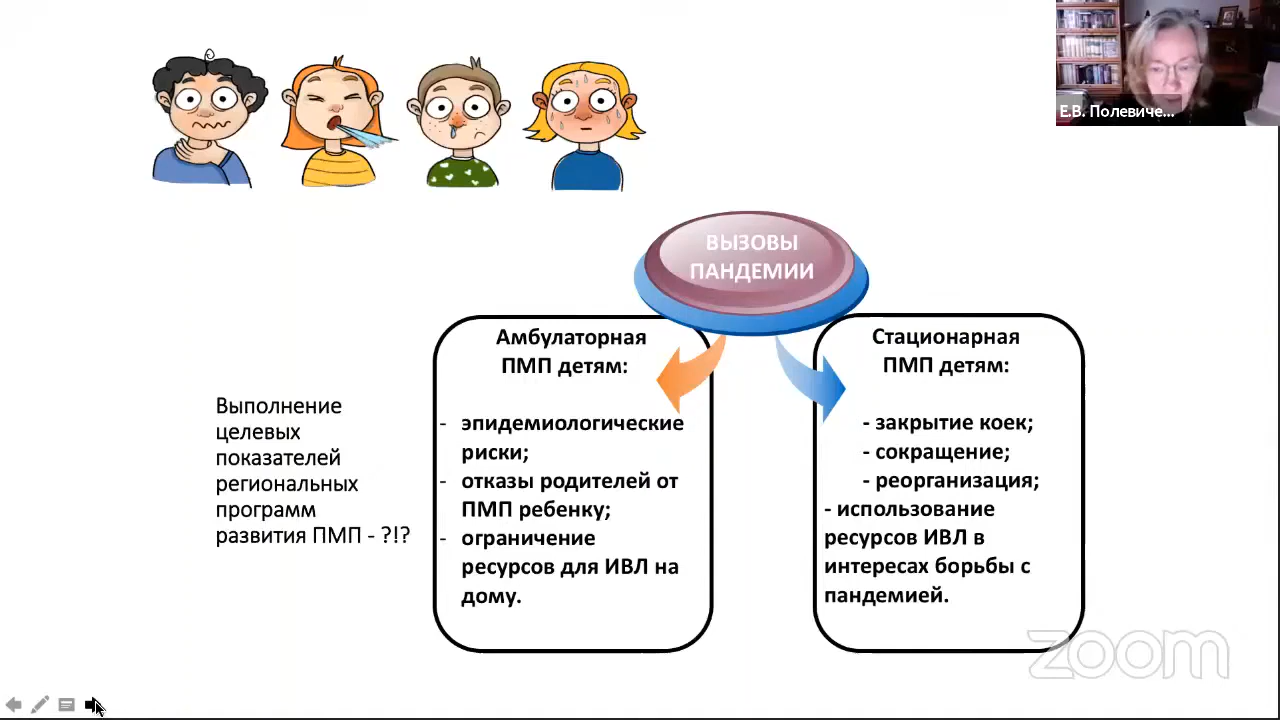 Е.В. Полевиче...
ВЫЗОВЫ
ПАНДЕМИИ
Выполнение
целевых
показателей
региональных
программ
развития ПМП - ?!?
Амбулаторная
ПМП детям:
- эпидемиологические
риски;
- отказы родителей от
ПМП ребенку;
- ограничение
ресурсов для ИВЛ на
дому.
Стационарная
ПМП детям:
- закрытие коек;
- сокращение;
- реорганизация;
- использование
ресурсов ИВЛ в
интересах борьбы с
пандемией.
zoom